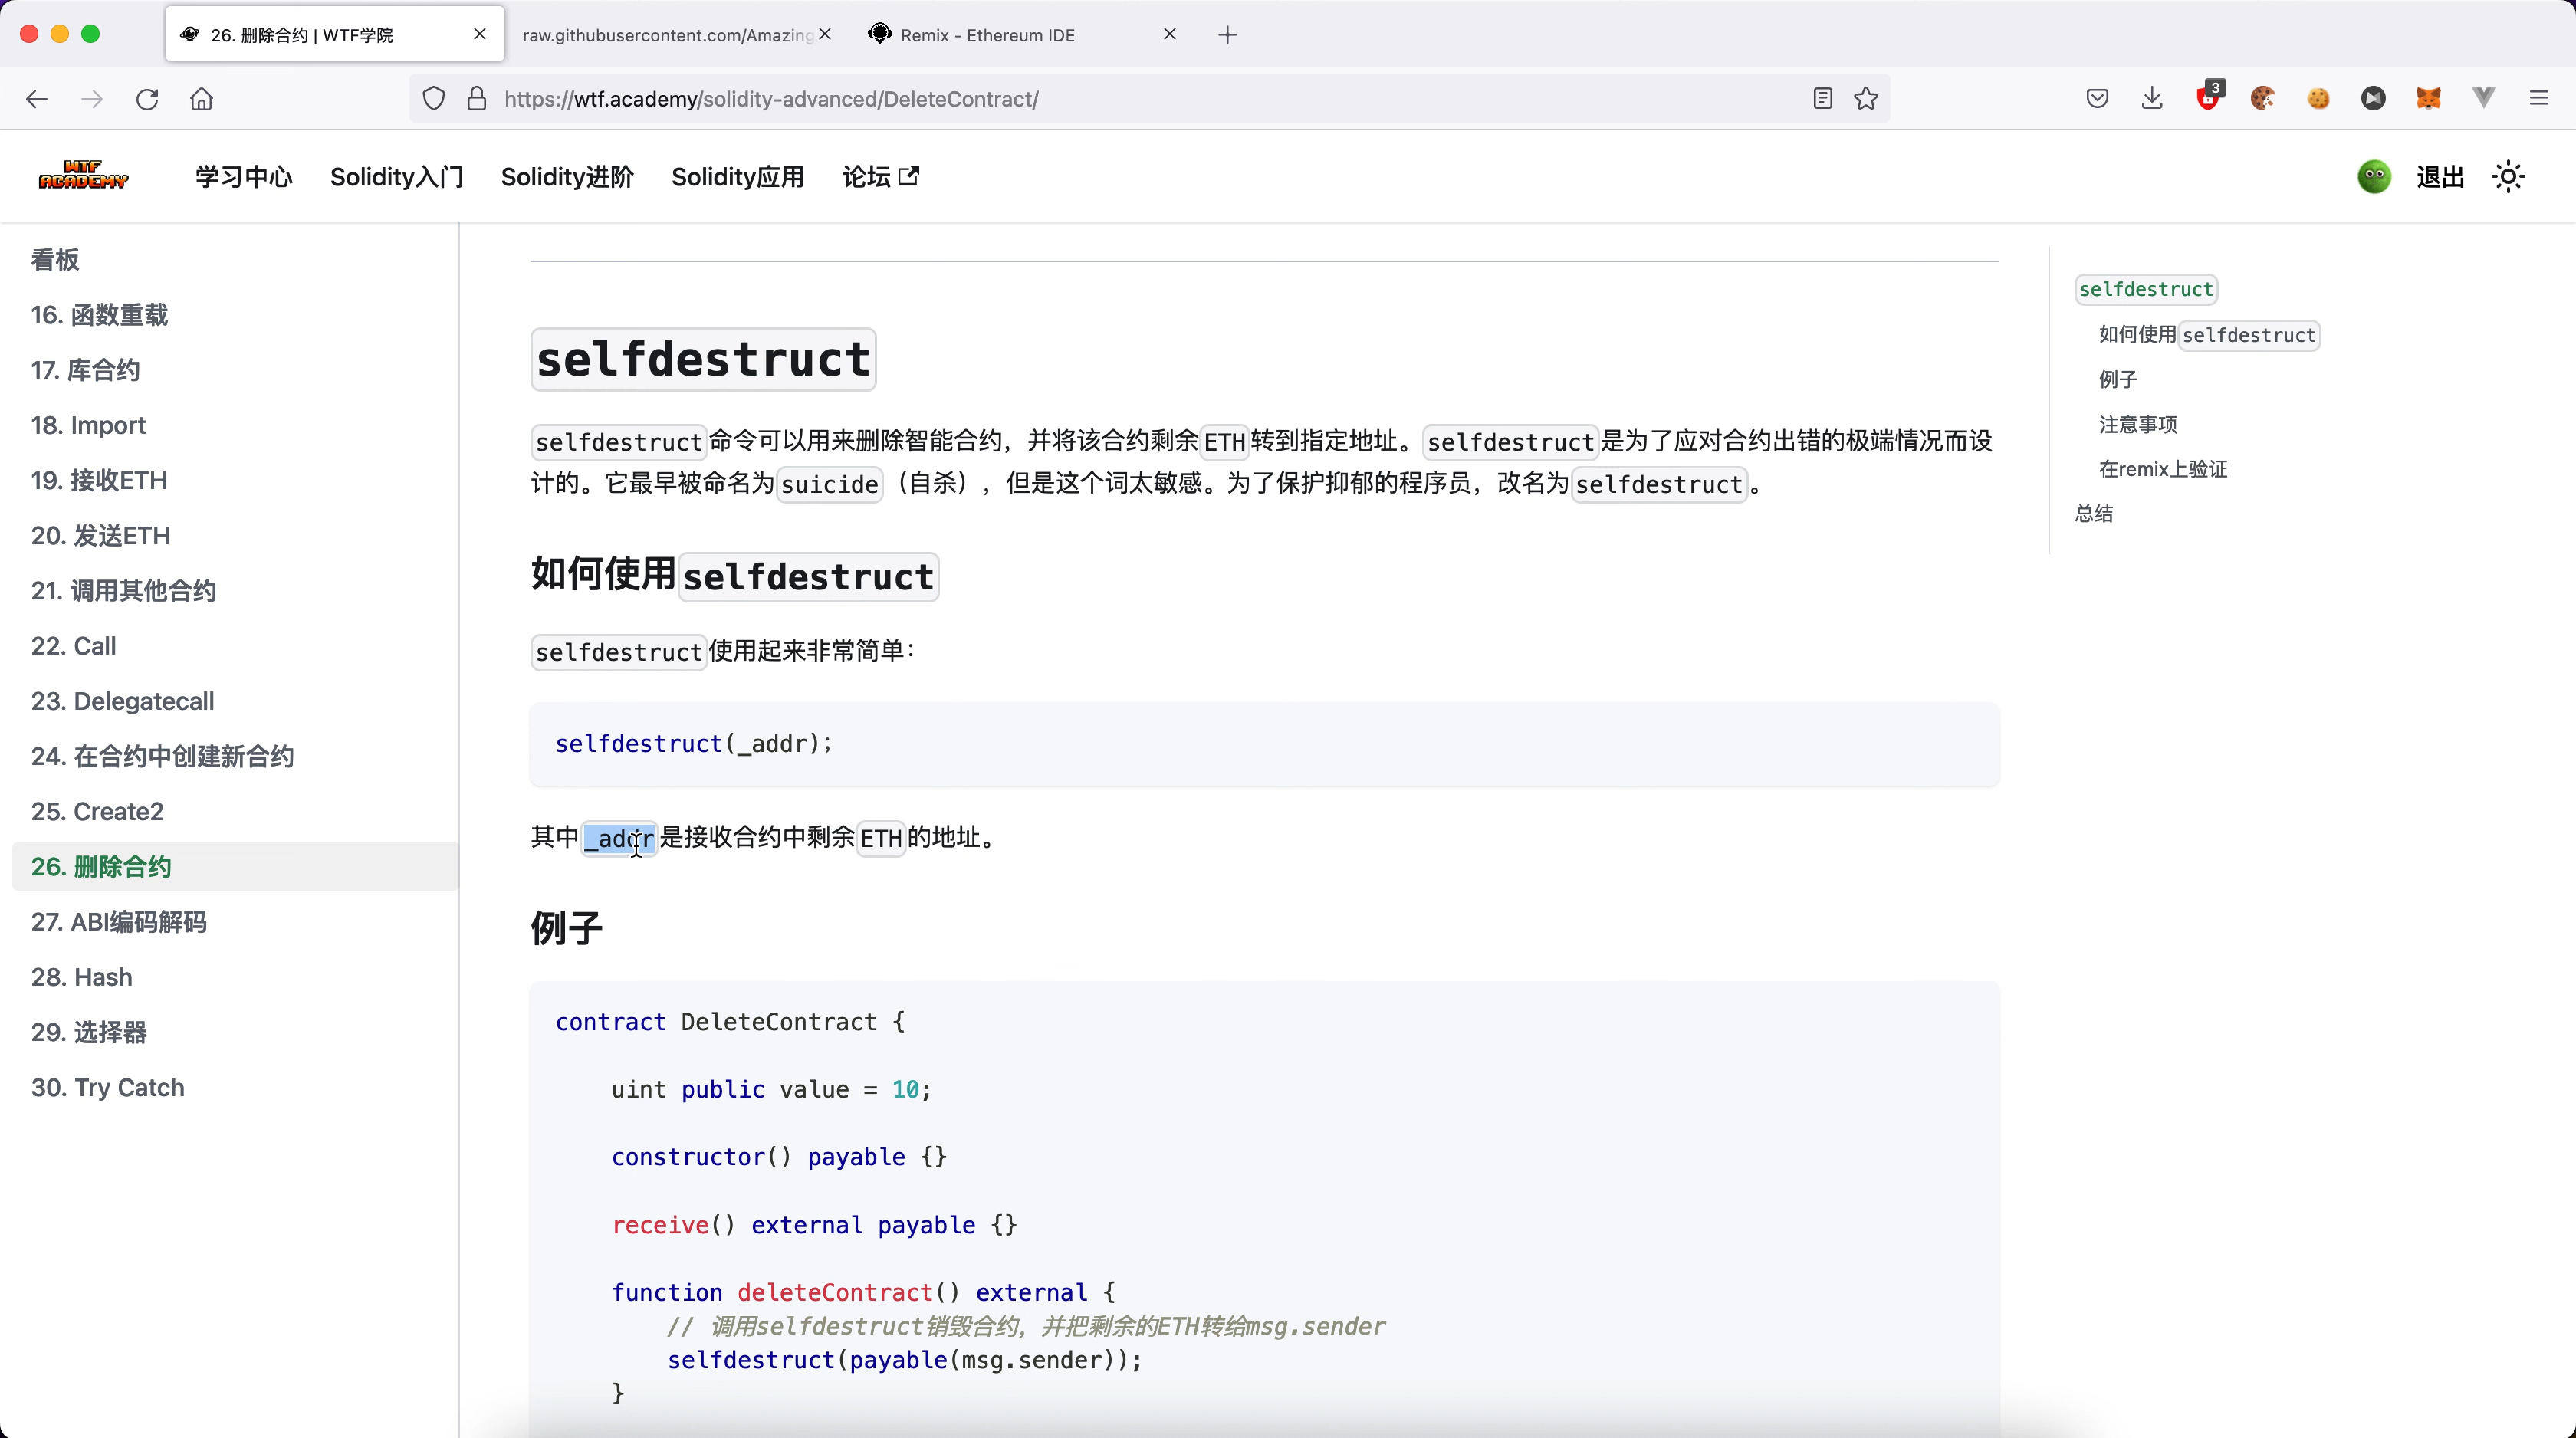 26. 删除合约 | WTF学院
raw.githubusercontent.com/Amazing
Remix - Ethereum IDE
https://wtf.academy/solidity-advanced/DeleteContract/
3
WTF ACADEMY
学习中心
Solidity入门
Solidity进阶
Solidity应用
论坛
退出
看板
16. 函数重载
17. 库合约
18. Import
19. 接收ETH
20. 发送ETH
21. 调用其他合约
22. Call
23. Delegatecall
24. 在合约中创建新合约
25. Create2
26. 删除合约
27. ABI编码解码
28. Hash
29. 选择器
30. Try Catch
selfdestruct
selfdestruct命令可以用来删除智能合约，并将该合约剩余ETH转到指定地址。selfdestruct是为了应对合约出错的极端情况而设
计的。它最早被命名为suicide（自杀），但是这个词太敏感。为了保护抑郁的程序员，改名为selfdestruct。
如何使用selfdestruct
selfdestruct使用起来非常简单：
selfdestruct(_addr);
其中_addr是接收合约中剩余ETH的地址。
例子
contract DeleteContract {
uint public value = 10;
constructor() payable {}
receive() external payable {}
function deleteContract() external {
// 调用selfdestruct销毁合约，并把剩余的ETH转给msg.sender
selfdestruct(payable(msg.sender));
}
selfdestruct
如何使用selfdestruct
例子
注意事项
在remix上验证
总结